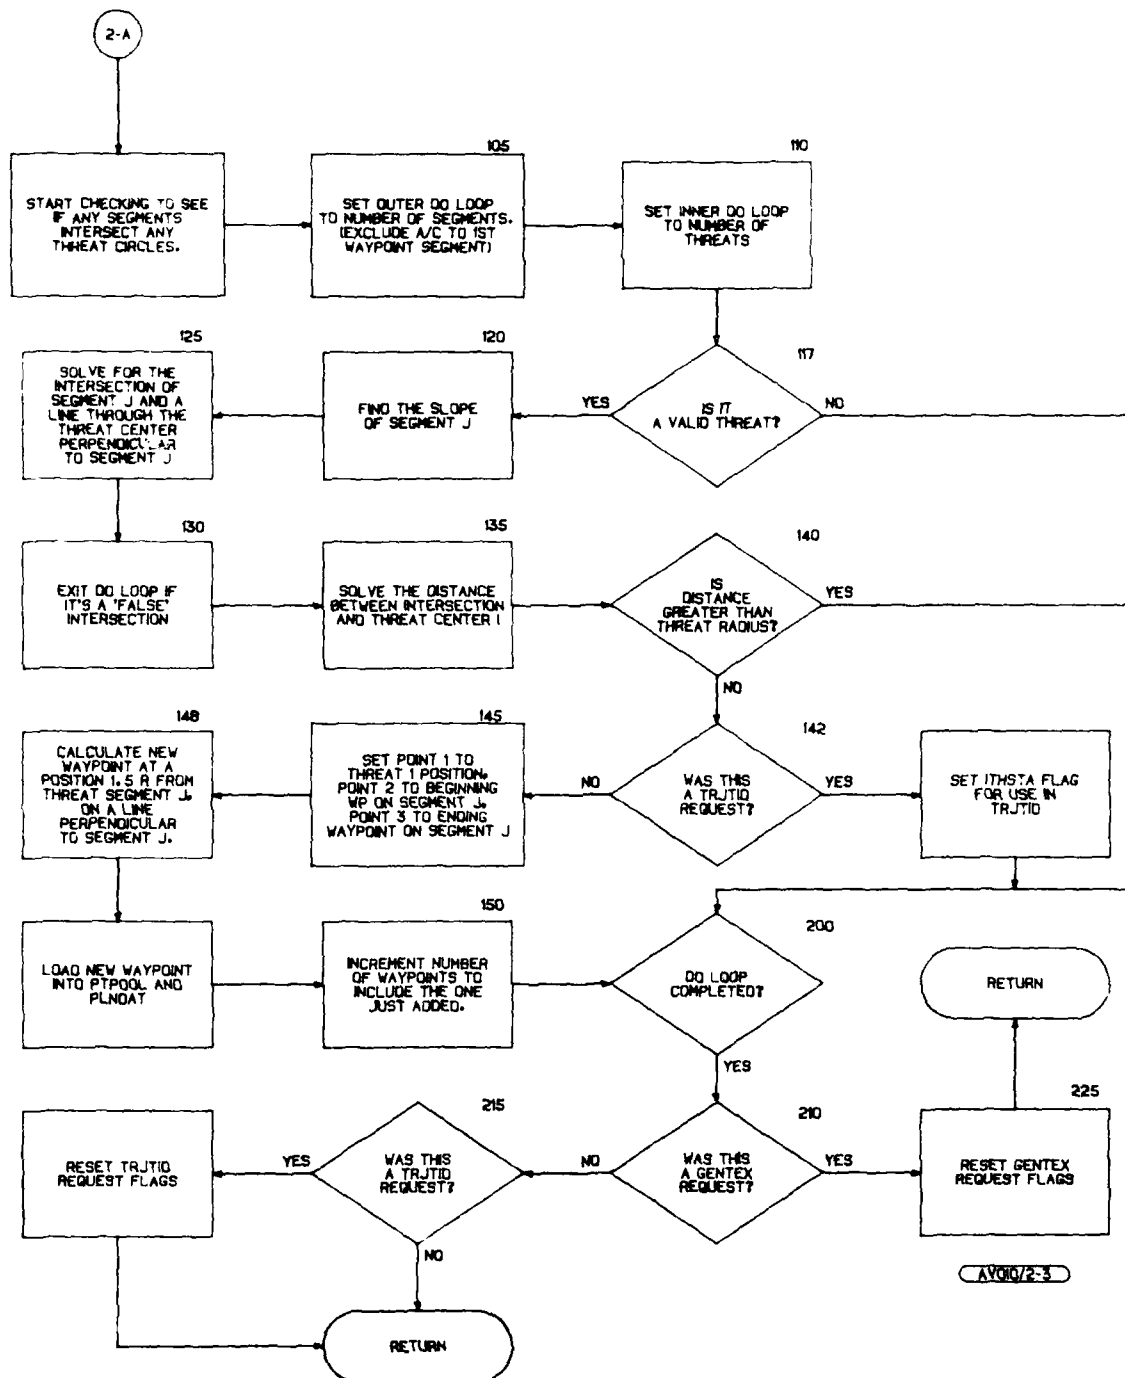 2-A
START CHECKING TO SEE
IF ANY SEGMENTS
INTERSECT ANY
THREAT CIRCLES.
105
SET OUTER DO LOOP
TO NUMBER OF SEGMENTS.
(EXCLUDE A/C TO 1ST
WAYPOINT SEGMENT)
110
SET INNER DO LOOP
TO NUMBER OF
THREATS
125
SOLVE FOR THE
INTERSECTION OF
SEGMENT J AND A
LINE THROUGH THE
THREAT CENTER
PERPENDICULAR
TO SEGMENT J
120
FIND THE SLOPE
OF SEGMENT J
YES
117
IS IT
A VALID THREAT?
NO
130
EXIT DO LOOP IF
IT'S A 'FALSE'
INTERSECTION
135
SOLVE THE DISTANCE
BETWEEN INTERSECTION
AND THREAT CENTER I
140
IS
DISTANCE
GREATER THAN
THREAT RADIUS?
YES
NO
148
CALCULATE NEW
WAYPOINT AT A
POSITION 1.5 R FROM
THREAT SEGMENT J.
ON A LINE
PERPENDICULAR
TO SEGMENT J.
145
SET POINT 1 TO
THREAT 1 POSITION.
POINT 2 TO BEGINNING
WP ON SEGMENT J.
POINT 3 TO ENDING
WAYPOINT ON SEGMENT J
NO
142
WAS THIS
A TRJTID
REQUEST?
YES
SET ITHSTA FLAG
FOR USE IN
TRJTID
LOAD NEW WAYPOINT
INTO PTPOOL AND
PLNDAT
150
INCREMENT NUMBER
OF WAYPOINTS TO
INCLUDE THE ONE
JUST ADDED.
200
DO LOOP
COMPLETED?
YES
RETURN
RESET TRJTID
REQUEST FLAGS
YES
215
WAS THIS
A TRJTID
REQUEST?
NO
NO
210
WAS THIS
A GENTEX
REQUEST?
YES
225
RESET GENTEX
REQUEST FLAGS
RETURN
AVOID/2-3